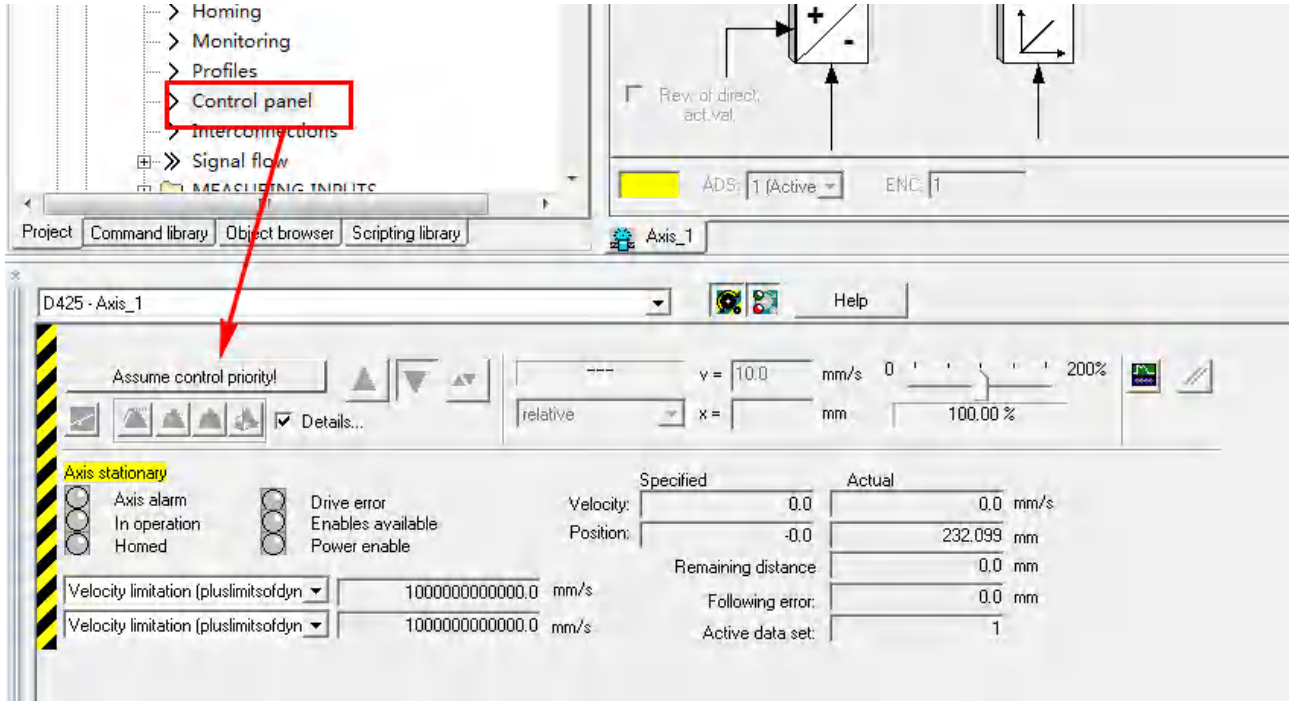 Homing
Monitoring
Profiles
Control panel
Interconnections
Signal flow
MEASURING INPUTS
Project Command library Object browser Scripting library
+
-
Rev. of direct.
act.val.
ADS: 1 (Active ENC: 1
Axis_1
D425 - Axis_1 Help
Assume control priority! --- v = 10.0 mm/s 0 200%
Details... relative x = mm 100.00 %
Axis stationary
Specified Actual
Axis alarm Drive error Velocity: 0.0 0.0 mm/s
In operation Enables available Position: -0.0 232.099 mm
Homed Power enable
Remaining distance 0.0 mm
Velocity limitation (pluslimitsofdyn 1000000000000.0 mm/s
Following error: 0.0 mm
Velocity limitation (pluslimitsofdyn 1000000000000.0 mm/s
Active data set: 1